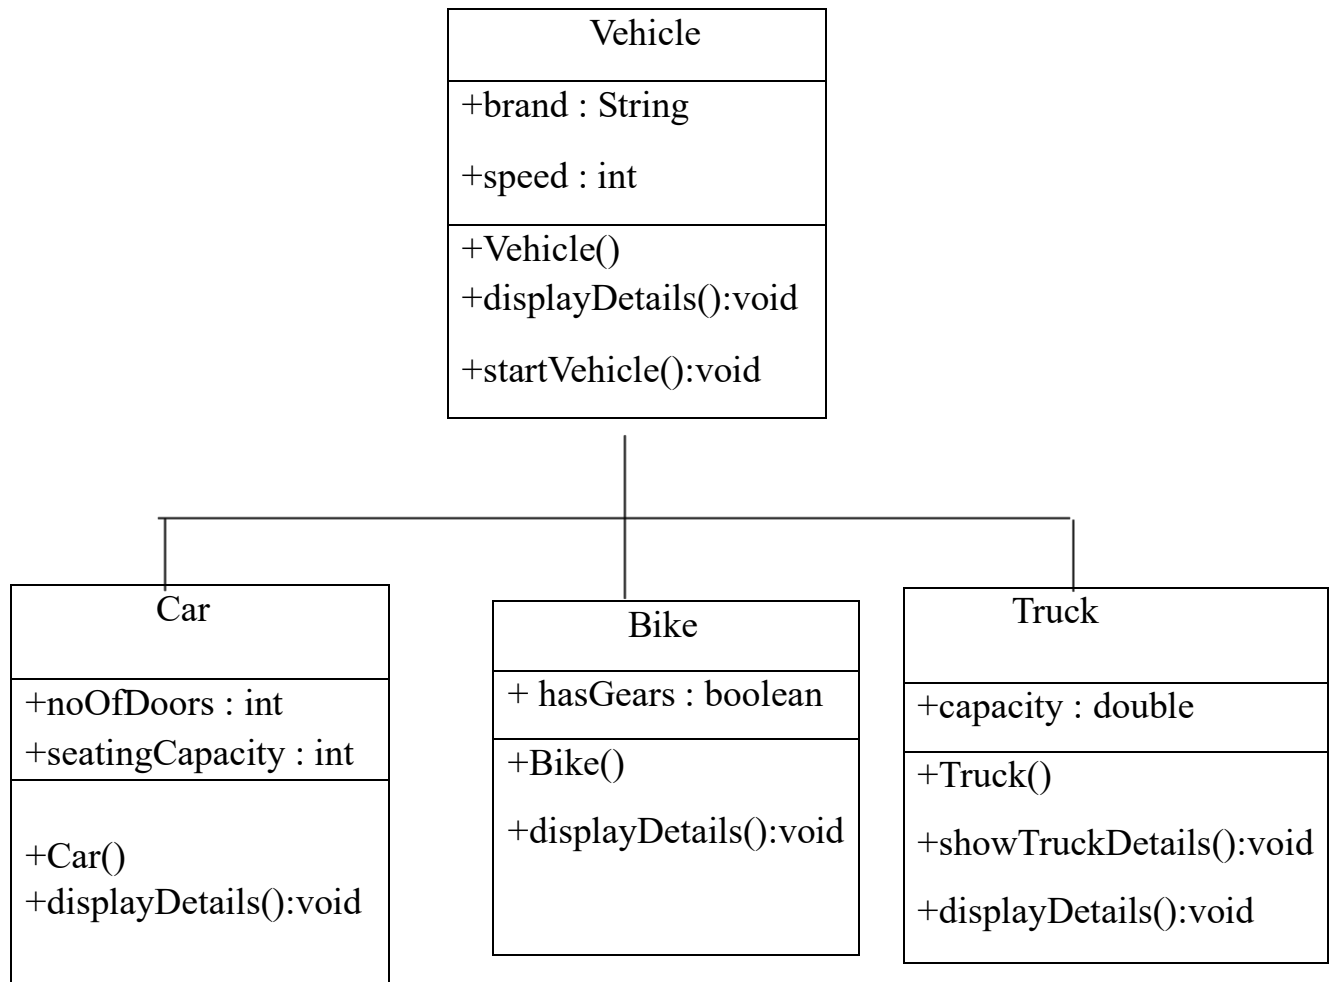 Vehicle
+brand : String
+speed : int
+Vehicle()
+displayDetails():void
+startVehicle():void
Car
+noOfDoors : int
+seatingCapacity : int
+Car()
+displayDetails():void
Bike
+ hasGears : boolean
+Bike()
+displayDetails():void
Truck
+capacity : double
+Truck()
+showTruckDetails():void
+displayDetails():void